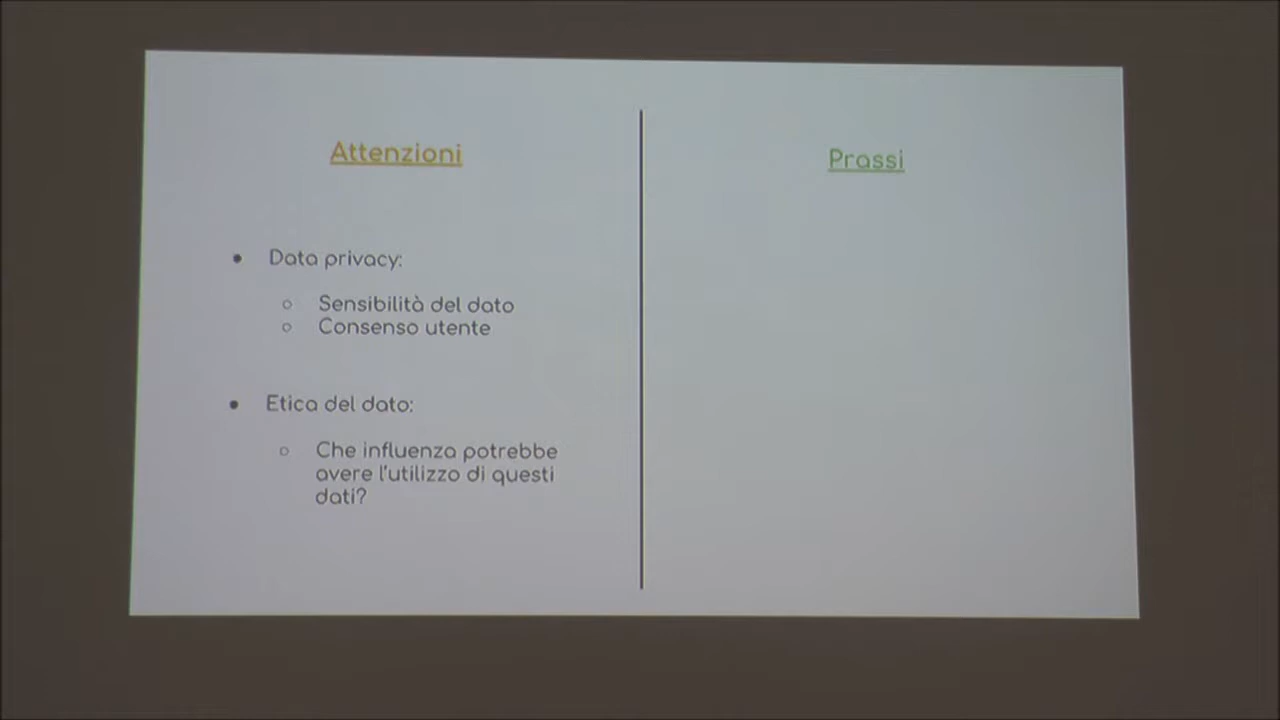 Attenzioni
Prassi
Data privacy:
Sensibilità del dato
Consenso utente
Etica del dato:
Che influenza potrebbe
avere l'utilizzo di questi
dati?